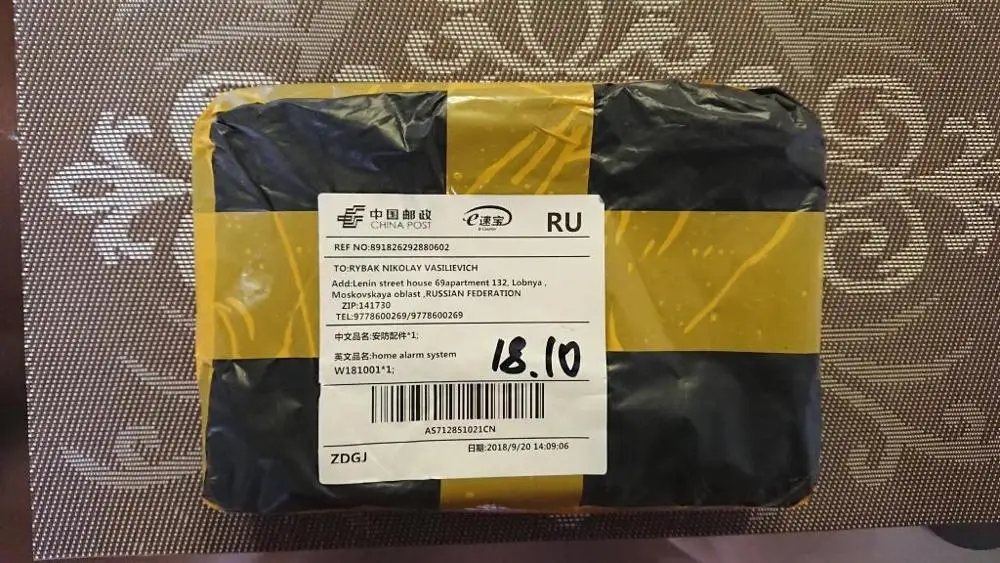 中国邮政
CHINA POST
e速宝
RU
REF NO:891826292880602
TO:RYBAK NIKOLAY VASILIEVICH
Add:Lenin street house 69apartment 132, Lobnya ,
Moskovskaya oblast ,RUSSIAN FEDERATION
ZIP:141730
TEL:9778600269/9778600269
中文品名:安防配件*1;
英文品名:home alarm system
W181001*1;
18.10
AS712851021CN
日期:2018/9/20 14:09:06
ZDGJ